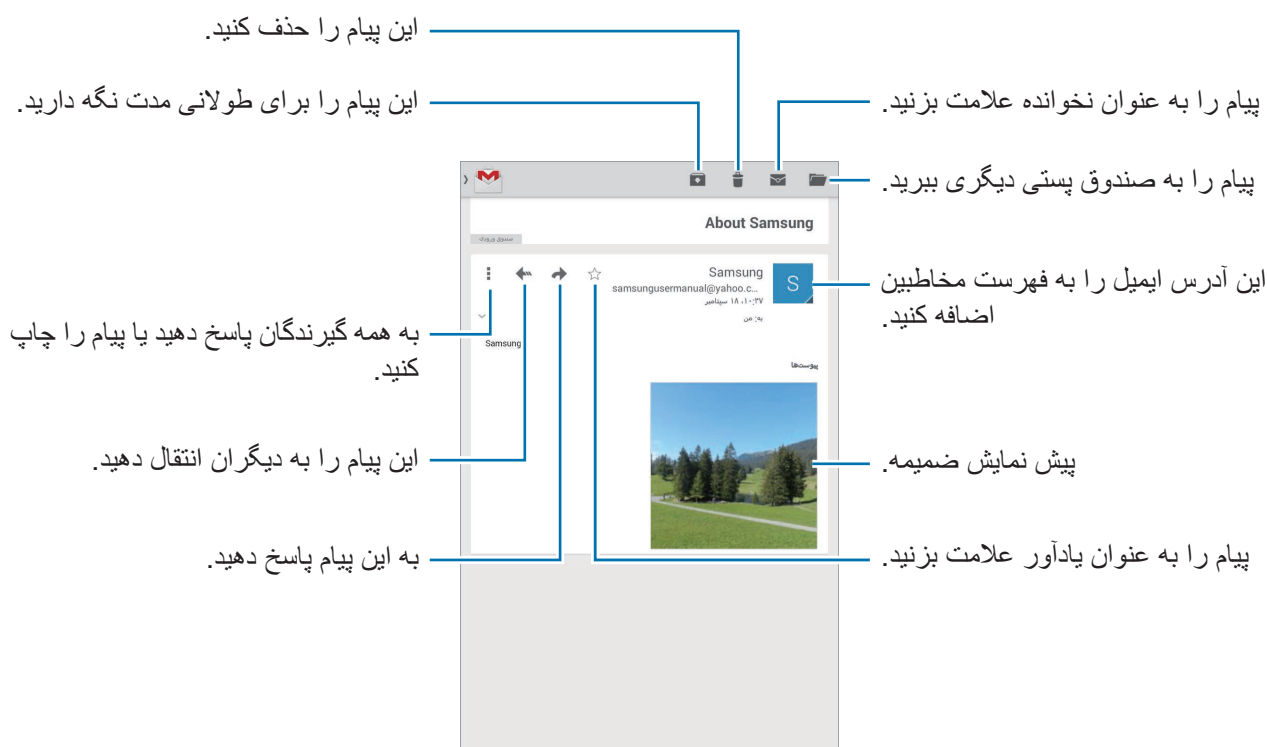 این پیام را حذف کنید.
این پیام را برای طولانی مدت نگه دارید.
پیام را به عنوان نخوانده علامت بزنید.
پیام را به صندوق پستی دیگری ببرید.
About Samsung
صندوق ورودی
Samsung
samsungusermanual@yahoo.c...
۱۰:۳۷، ۱۸ سپتامبر
به: من
S
این آدرس ایمیل را به فهرست مخاطبین
اضافه کنید.
Samsung
به همه گیرندگان پاسخ دهید یا پیام را چاپ
کنید.
پیوست‌ها
این پیام را به دیگران انتقال دهید.
پیش نمایش ضمیمه.
به این پیام پاسخ دهید.
پیام را به عنوان یادآور علامت بزنید.